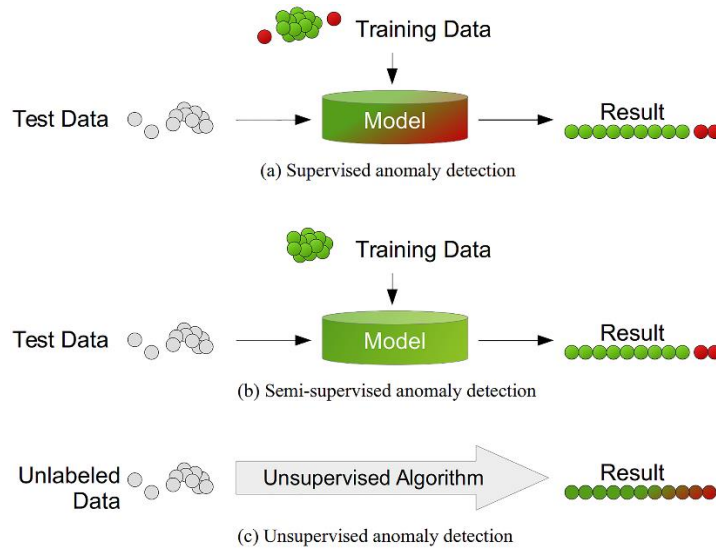 Training Data
Test Data
Model
Result
(a) Supervised anomaly detection
Training Data
Test Data
Model
Result
(b) Semi-supervised anomaly detection
Unlabeled
Data
Unsupervised Algorithm
Result
(c) Unsupervised anomaly detection